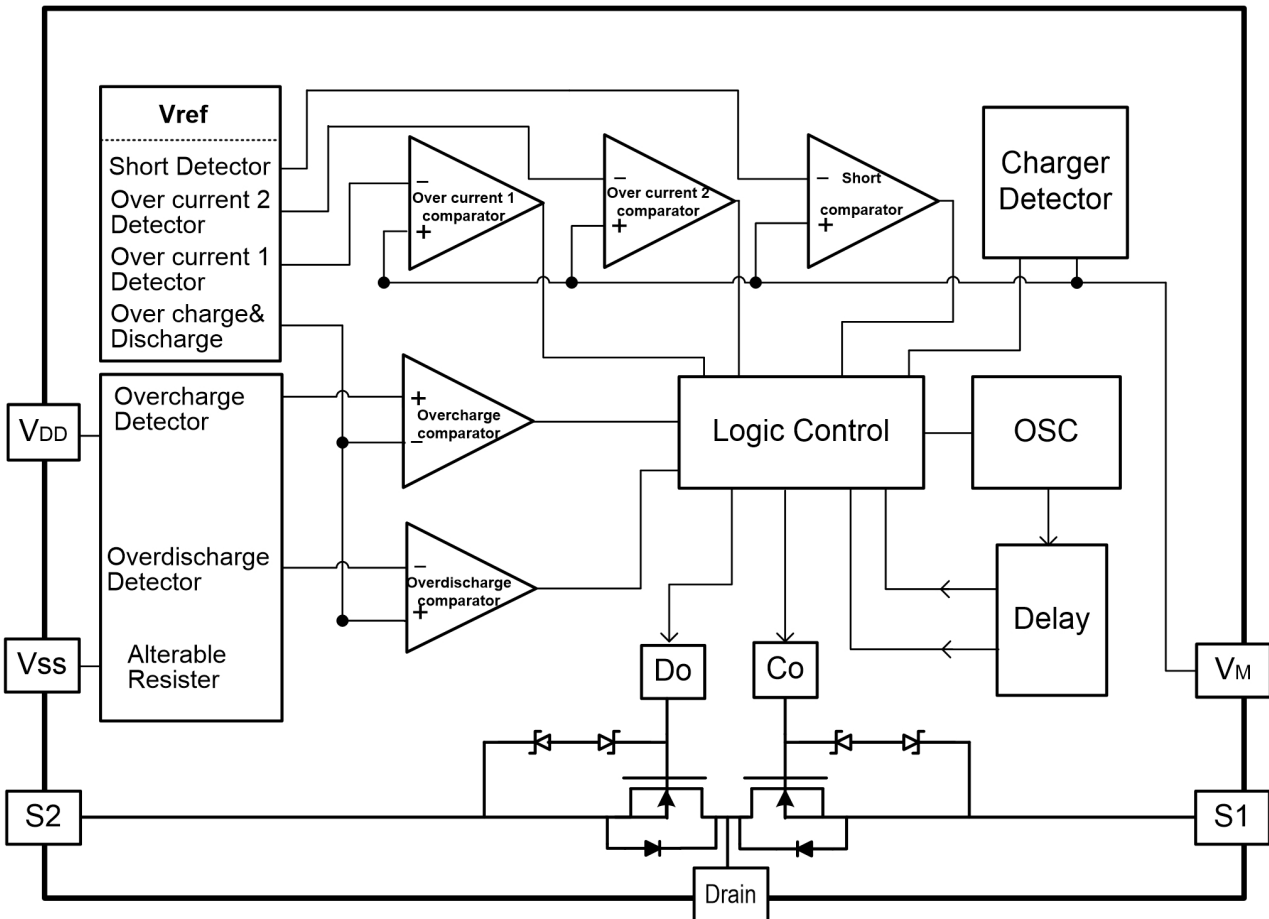 Vref
Short Detector
Over current 2
Detector
Over current 1
Detector
Over charge&
Discharge
− Over current 1
comparator
+
− Over current 2
comparator
+
− Short
comparator
+
Charger
Detector
Overcharge
Detector
Overdischarge
Detector
Alterable
Resister
+
Overcharge
comparator
−
−
Overdischarge
comparator
+
Logic Control
OSC
Delay
VDD
Vss
VM
Do
Co
S2
S1
Drain